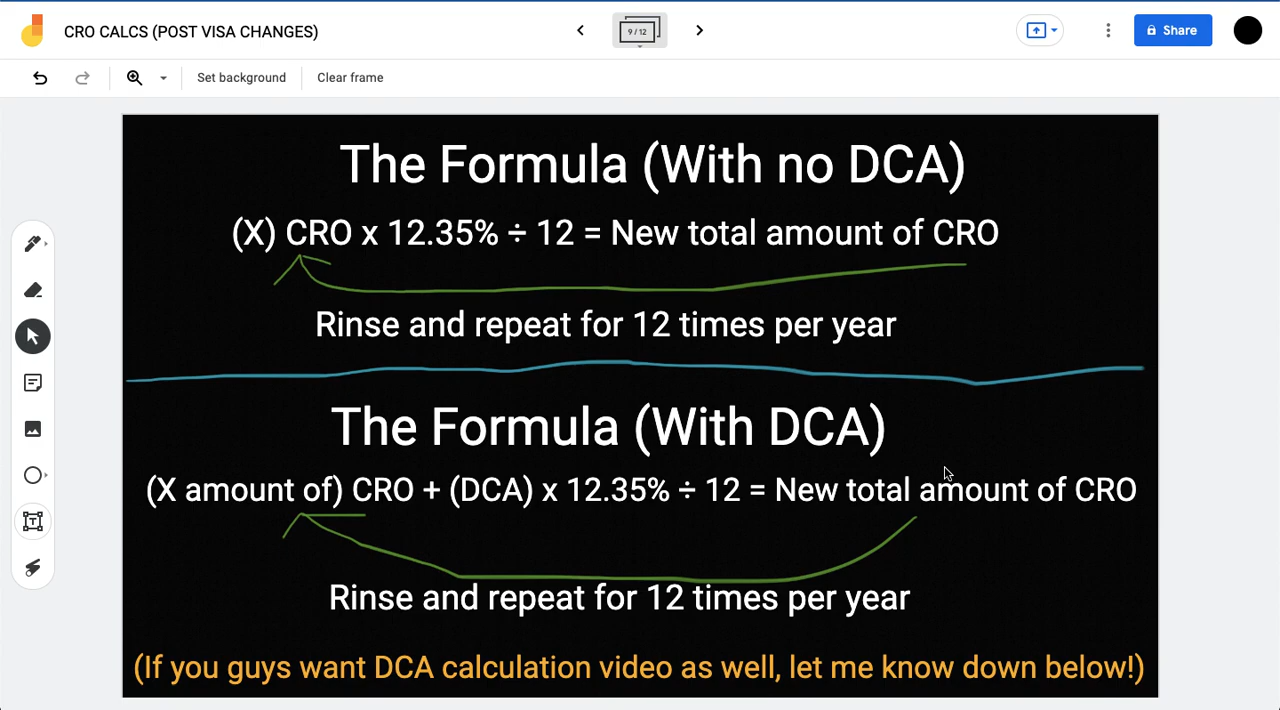 CRO CALCS (POST VISA CHANGES)
9 / 12
Share
Set background
Clear frame
The Formula (With no DCA)
(X) CRO x 12.35% ÷ 12 = New total amount of CRO
Rinse and repeat for 12 times per year
The Formula (With DCA)
(X amount of) CRO + (DCA) x 12.35% ÷ 12 = New total amount of CRO
Rinse and repeat for 12 times per year
(If you guys want DCA calculation video as well, let me know down below!)